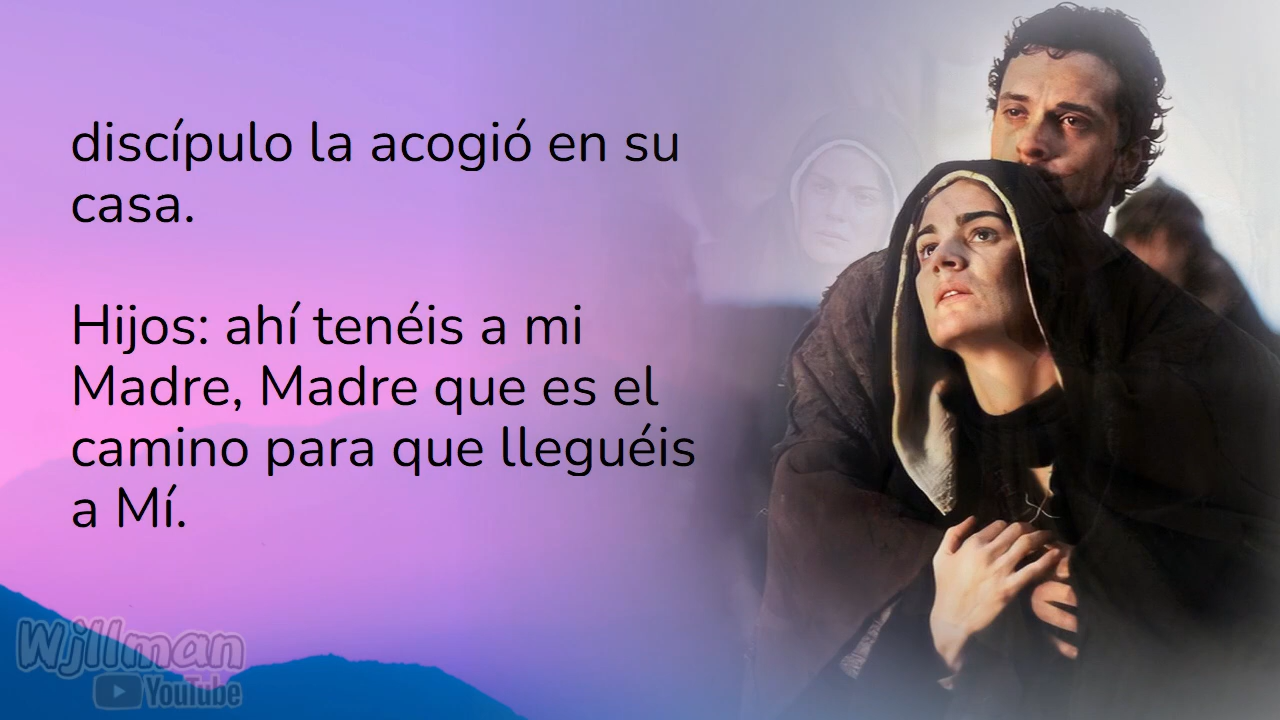 discípulo la acogió en su
casa.
Hijos: ahí tenéis a mi
Madre, Madre que es el
camino para que lleguéis
a Mí.
Wjllman
YouTube